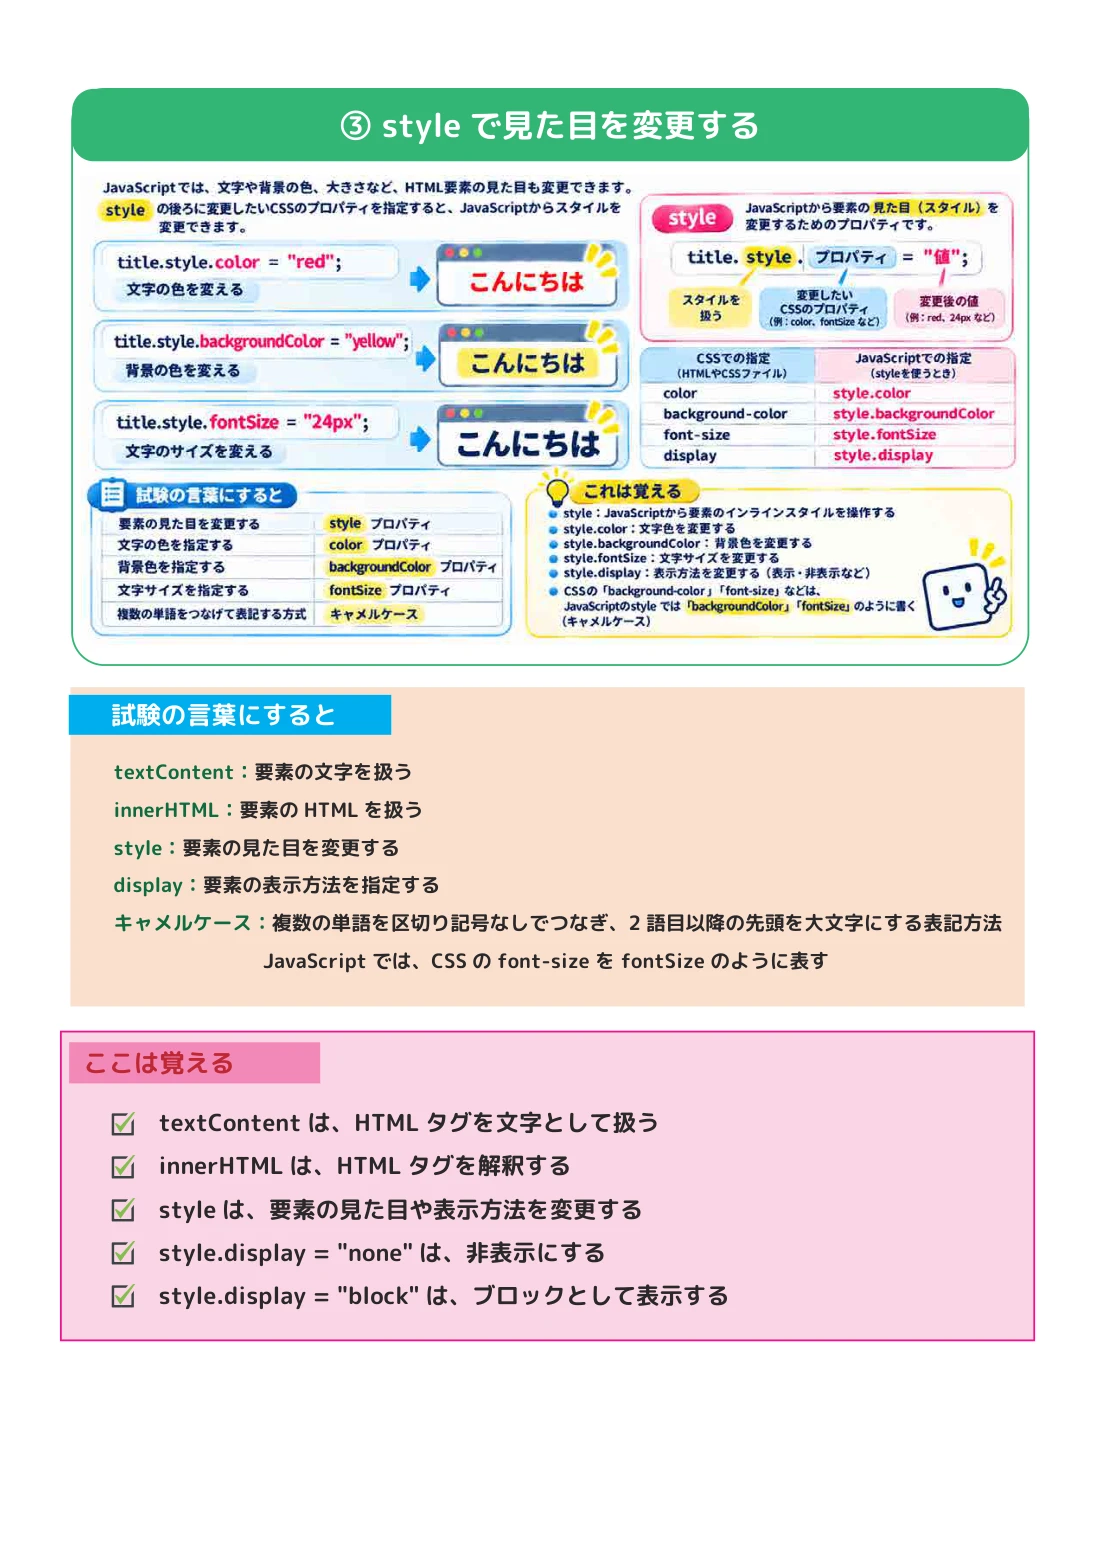 ③ style で見た目を変更する
JavaScriptでは、文字や背景の色、大きさなど、HTML要素の見た目も変更できます。
style の後ろに変更したいCSSのプロパティを指定すると、JavaScriptからスタイルを
変更できます。
title.style.color = "red";
文字の色を変える
こんにちは
title.style.backgroundColor = "yellow";
背景の色を変える
こんにちは
title.style.fontSize = "24px";
文字のサイズを変える
こんにちは
style
JavaScriptから要素の見た目（スタイル）を
変更するためのプロパティです。
title. style . プロパティ = "値";
スタイルを
扱う
変更したい
CSSのプロパティ
（例：color、fontSize など）
変更後の値
（例：red、24px など）
CSSでの指定
（HTMLやCSSファイル）
JavaScriptでの指定
（styleを使うとき）
color style.color
background-color style.backgroundColor
font-size style.fontSize
display style.display
試験の言葉にすると
要素の見た目を変更する style プロパティ
文字の色を指定する color プロパティ
背景色を指定する backgroundColor プロパティ
文字サイズを指定する fontSize プロパティ
複数の単語をつなげて表記する方式 キャメルケース
これは覚える
style：JavaScriptから要素のインラインスタイルを操作する
style.color：文字色を変更する
style.backgroundColor：背景色を変更する
style.fontSize：文字サイズを変更する
style.display：表示方法を変更する（表示・非表示など）
CSSの「background-color」「font-size」などは、
JavaScriptのstyle では「backgroundColor」「fontSize」のように書く
（キャメルケース）
試験の言葉にすると
textContent：要素の文字を扱う
innerHTML：要素の HTML を扱う
style：要素の見た目を変更する
display：要素の表示方法を指定する
キャメルケース：複数の単語を区切り記号なしでつなぎ、2 語目以降の先頭を大文字にする表記方法
JavaScript では、CSS の font-size を fontSize のように表す
ここは覚える
textContent は、HTML タグを文字として扱う
innerHTML は、HTML タグを解釈する
style は、要素の見た目や表示方法を変更する
style.display = "none" は、非表示にする
style.display = "block" は、ブロックとして表示する